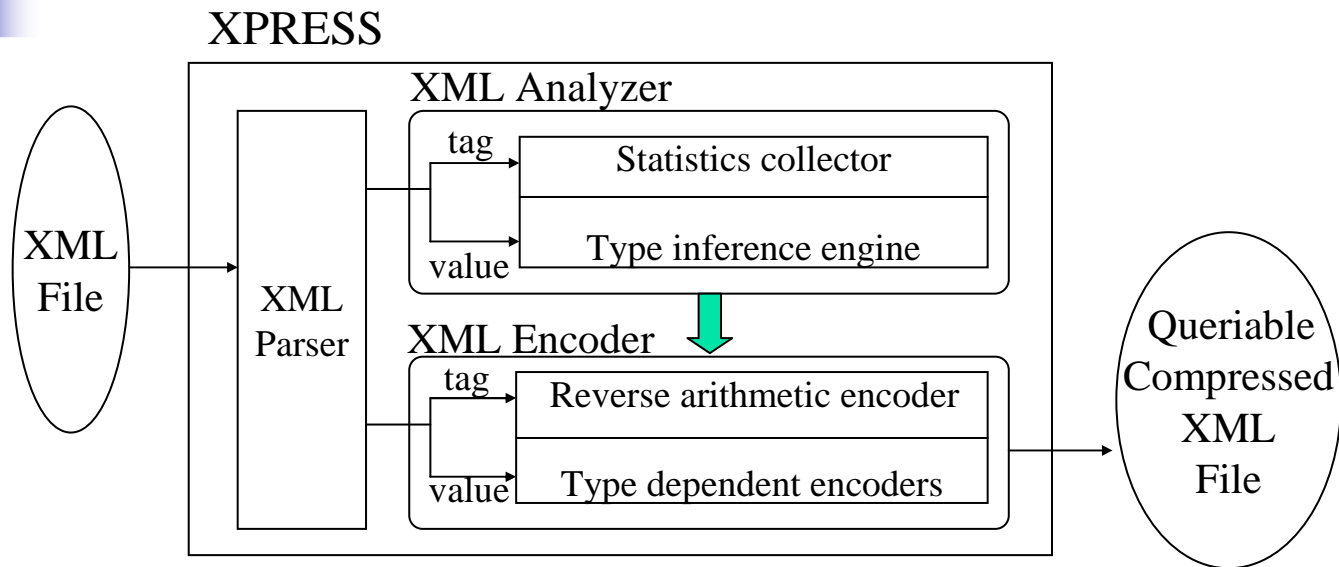 XPRESS
XML Analyzer
tag
Statistics collector
value
Type inference engine
XML
File
XML
Parser
XML Encoder
tag
Reverse arithmetic encoder
value
Type dependent encoders
Queriable
Compressed
XML
File